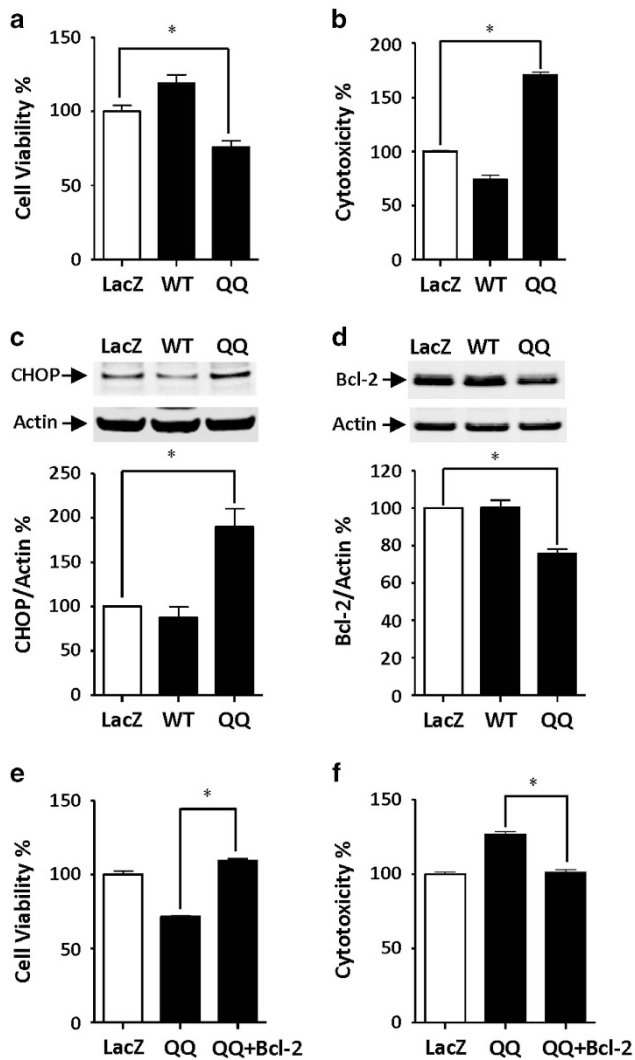 a
*
Cell Viability %
150
100
50
0
LacZ WT QQ
b
*
Cytotoxicity %
200
150
100
50
0
LacZ WT QQ
c
LacZ WT QQ
CHOP
Actin
*
CHOP/Actin %
250
200
150
100
50
0
LacZ WT QQ
d
LacZ WT QQ
Bcl-2
Actin
*
Bcl-2/Actin %
120
100
80
60
40
20
0
LacZ WT QQ
e
*
Cell Viability %
150
100
50
0
LacZ QQ QQ+Bcl-2
f
*
Cytotoxicity %
150
100
50
0
LacZ QQ QQ+Bcl-2